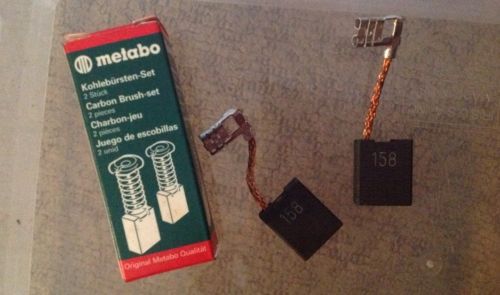 metabo
Kohlebürsten-Set
2 Stück
Carbon Brush-set
2 pieces
Charbon-jeu
2 pièces
Juego de escobillas
2 unid
Original Metabo Qualität
158
158